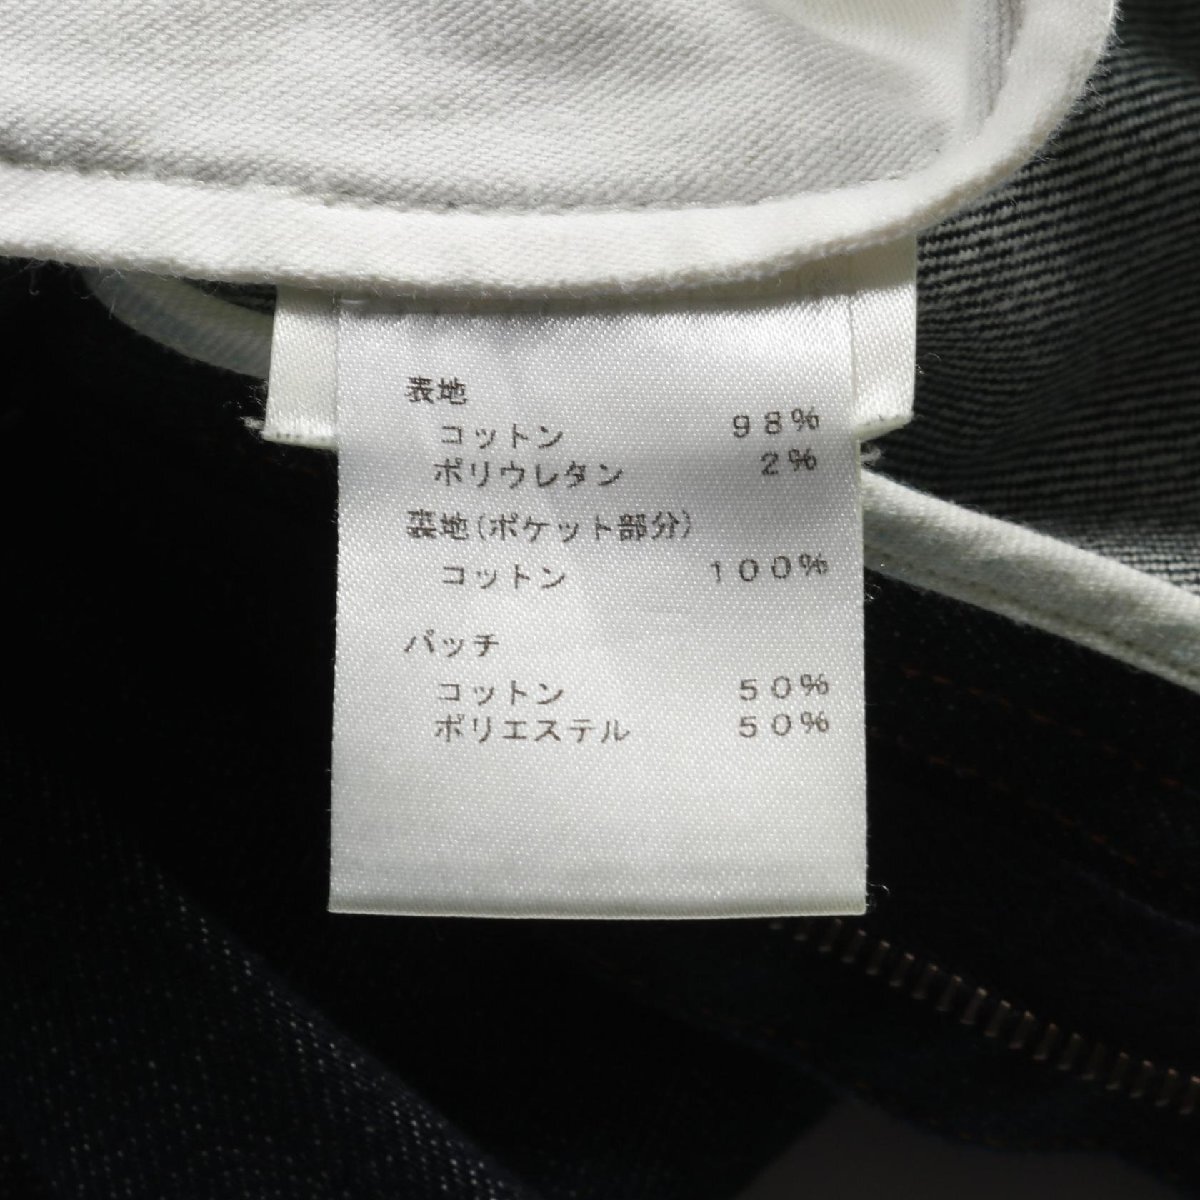 表地
コットン 98%
ポリウレタン 2%
裏地(ポケット部分)
コットン 100%
パッチ
コットン 50%
ポリエステル 50%